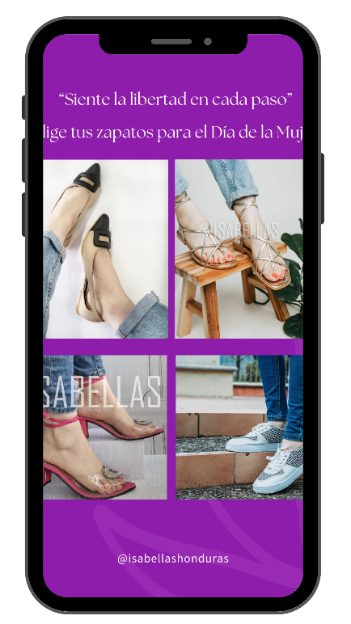 “Siente la libertad en cada paso”
lige tus zapatos para el Día de la Muj
ISABELLAS
SABELLAS
@isabellashonduras